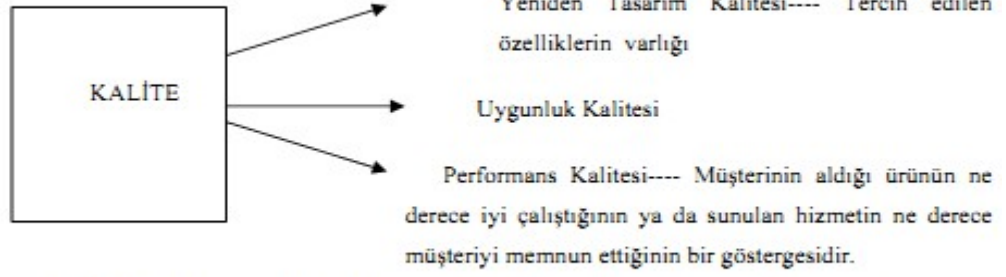 Yeniden Tasarım Kalitesi---- Tercih edilen
özelliklerin varlığı
KALİTE
Uygunluk Kalitesi
Performans Kalitesi---- Müşterinin aldığı ürünün ne
derece iyi çalıştığının ya da sunulan hizmetin ne derece
müşteriyi memnun ettiğinin bir göstergesidir.